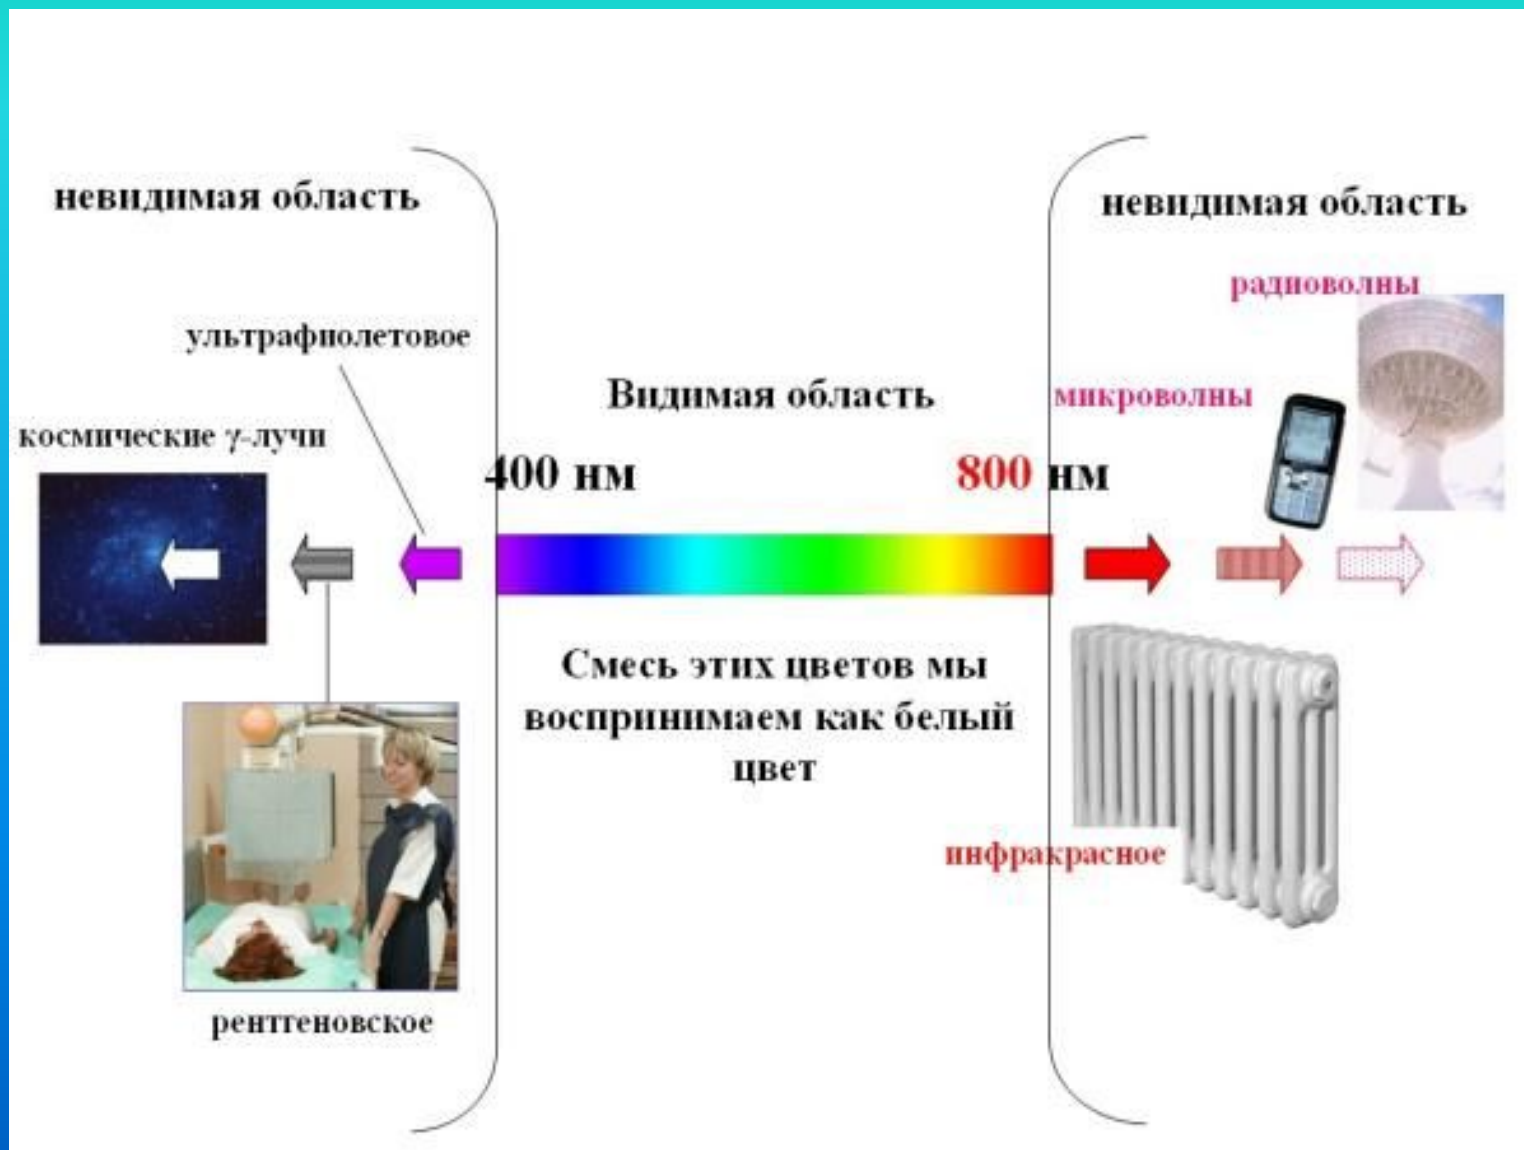 невидимая область
невидимая область
радиоволны
ультрафиолетовое
Видимая область
микроволны
космические γ-лучи
400 нм
800 нм
Смесь этих цветов мы
воспринимаем как белый
цвет
инфракрасное
рентгеновское